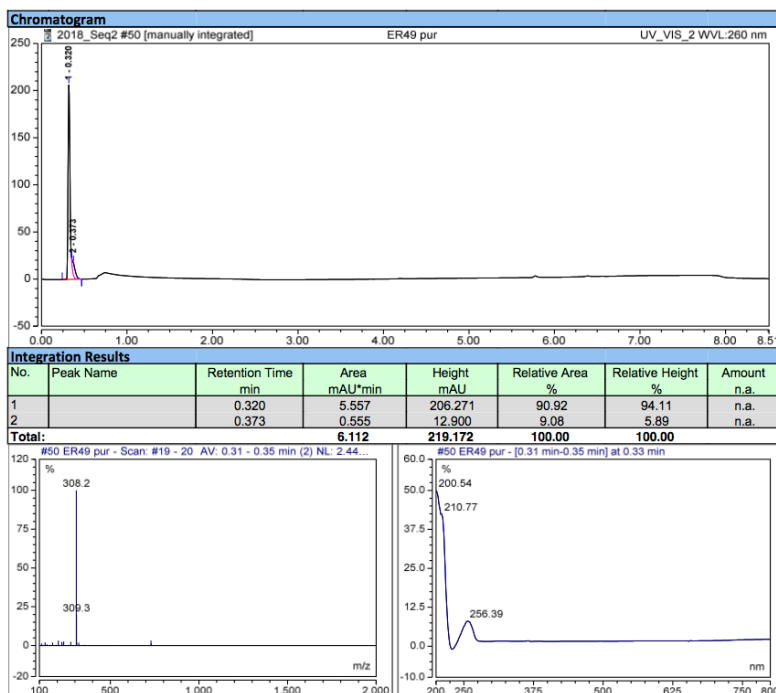 Chromatogram
2018_Seq2 #50 [manually integrated] ER49 pur UV_VIS_2 WVL:260 nm
250
200
150
100
50
0
-50
1 - 0.320
2 - 0.373
0.00 1.00 2.00 3.00 4.00 5.00 6.00 7.00 8.00 8.51
Integration Results
No. Peak Name Retention Time Area Height Relative Area Relative Height Amount
min mAU*min mAU % % n.a.
1 0.320 5.557 206.271 90.92 94.11 n.a.
2 0.373 0.555 12.900 9.08 5.89 n.a.
Total: 6.112 219.172 100.00 100.00
#50 ER49 pur - Scan: #19 - 20 AV: 0.31 - 0.35 min (2) NL: 2.44...
120
%
100
308.2
75
50
25
309.3
0
-20
m/z
100 500 1.000 1.500 2.000
#50 ER49 pur - [0.31 min-0.35 min] at 0.33 min
60.0
%
50.0
200.54
210.77
37.5
25.0
12.5
256.39
0.0
-10.0
nm
200 250 375 500 625 750